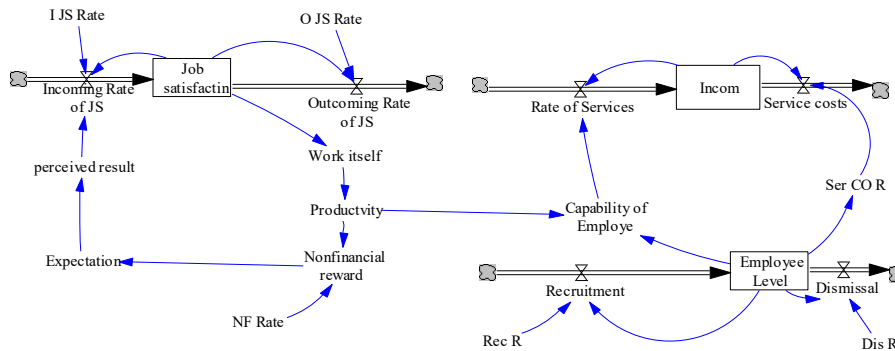 I JS Rate
O JS Rate
Job
satisfactin
Incoming Rate
of JS
Outcoming Rate
of JS
Rate of Services
Incom
Service costs
Work itself
perceived result
Ser CO R
Productvity
Capability of
Employe
Expectation
Nonfinancial
reward
Employee
Level
Recruitment
Dismissal
NF Rate
Rec R
Dis R